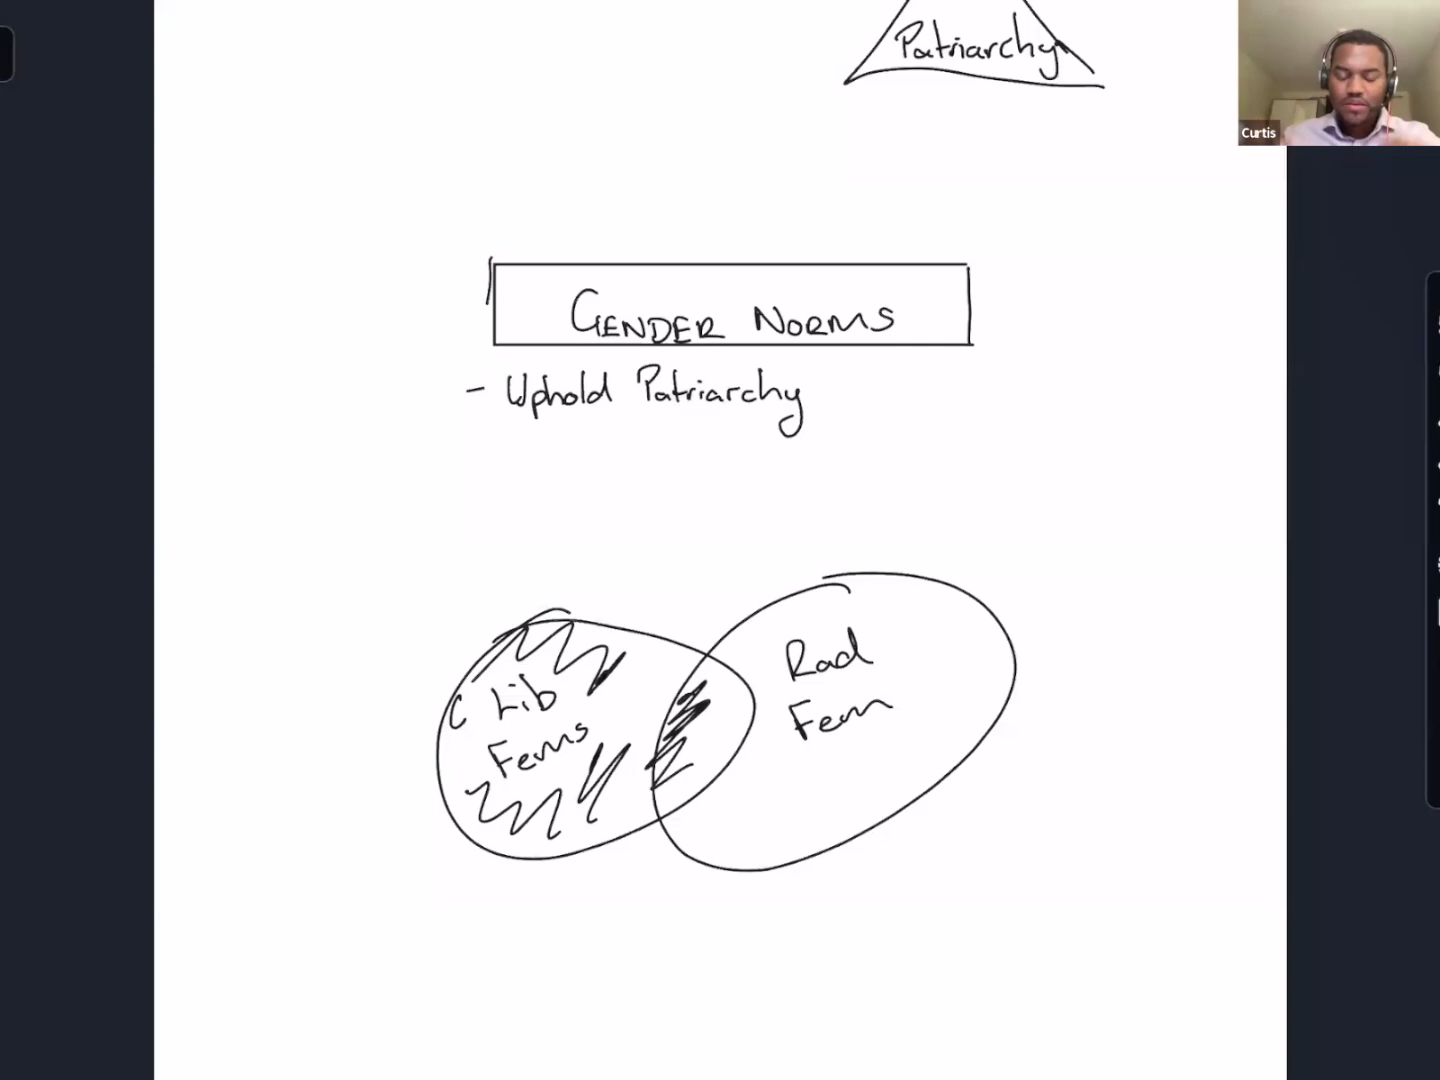 Patriarchy
Curtis
GENDER NORMS
- Uphold Patriarchy
Lib
Fems
Rad
Fem